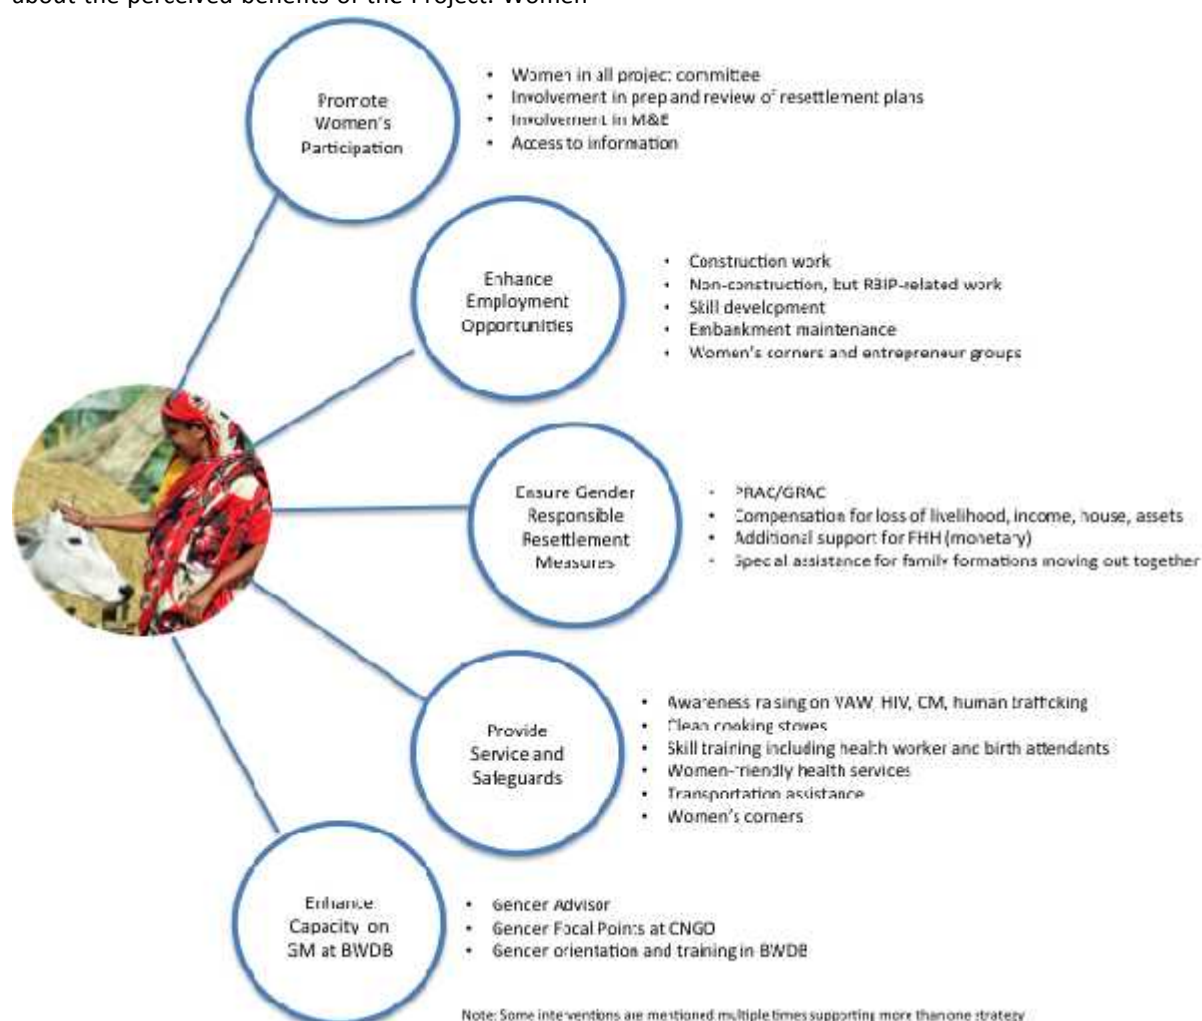 about the perceived benefits of the Project. Women
Promote
Women's
Participation
• Women in all project committee
• Involvement in prep and review of resettlement plans
• Involvement in M&E
• Access to information
Enhance
Employment
Opportunities
• Construction work
• Non-construction, but RBIP-related work
• Skill development
• Embankment maintenance
• Women's corners and entrepreneur groups
Ensure Gender
Responsible
Resettlement
Measures
• PRAC/GRAC
• Compensation for loss of livelihood, income, house, assets
• Additional support for FHH (monetary)
• Special assistance for family formations moving out together
Provide
Service and
Safeguards
• Awareness raising on VAW, HIV, CM, human trafficking
• Clean cooking stoves
• Skill training including health worker and birth attendants
• Women-friendly health services
• Transportation assistance
• Women's corners
Enhance
Capacity on
GM at BWDB
• Gender Advisor
• Gender Focal Points at CNGO
• Gender orientation and training in BWDB
Note: Some interventions are mentioned multiple times supporting more than one strategy